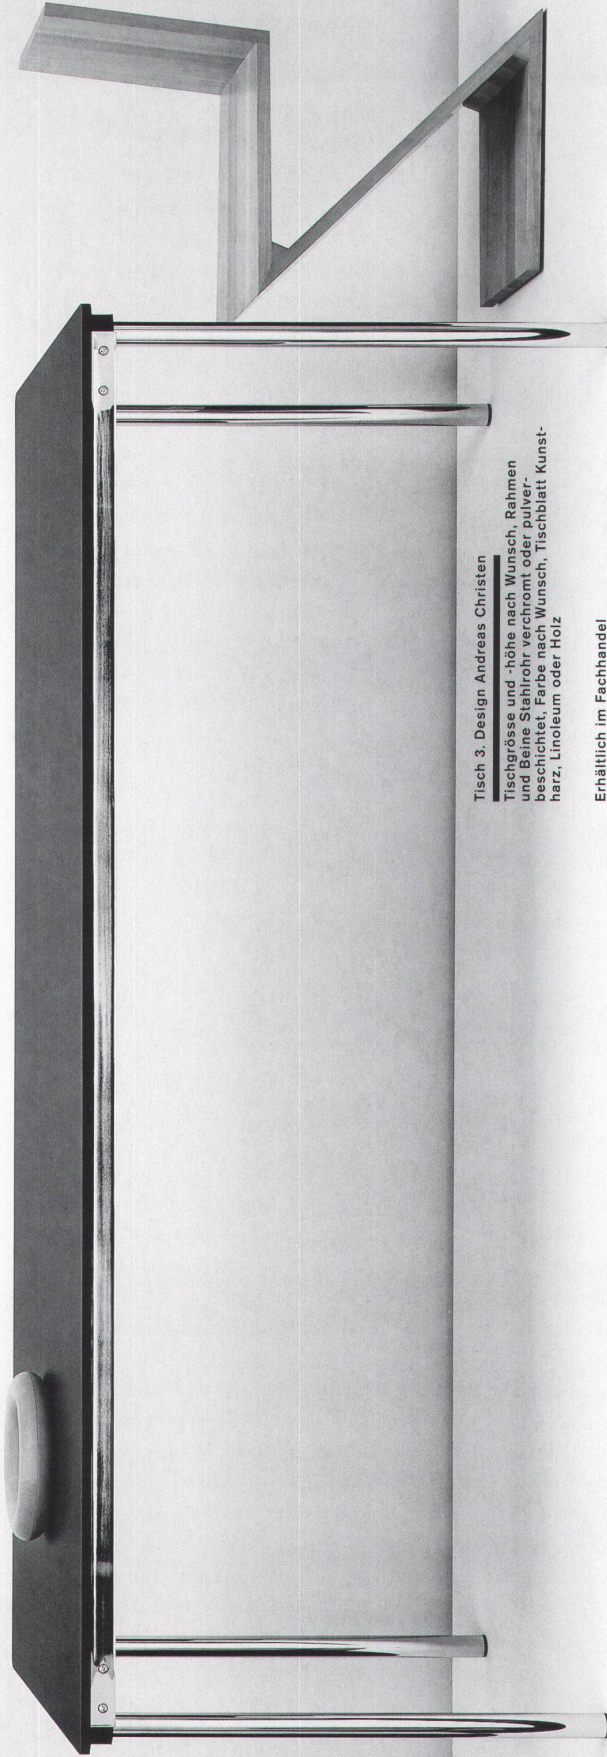 Tisch 3. Design Andreas Christen
Tischgrösse und -höhe nach Wunsch, Rahmen
und Beine Stahlrohr verchromt oder pulver-
beschichtet, Farbe nach Wunsch, Tischblatt Kunst-
harz, Linoleum oder Holz
Erhältlich im Fachhandel